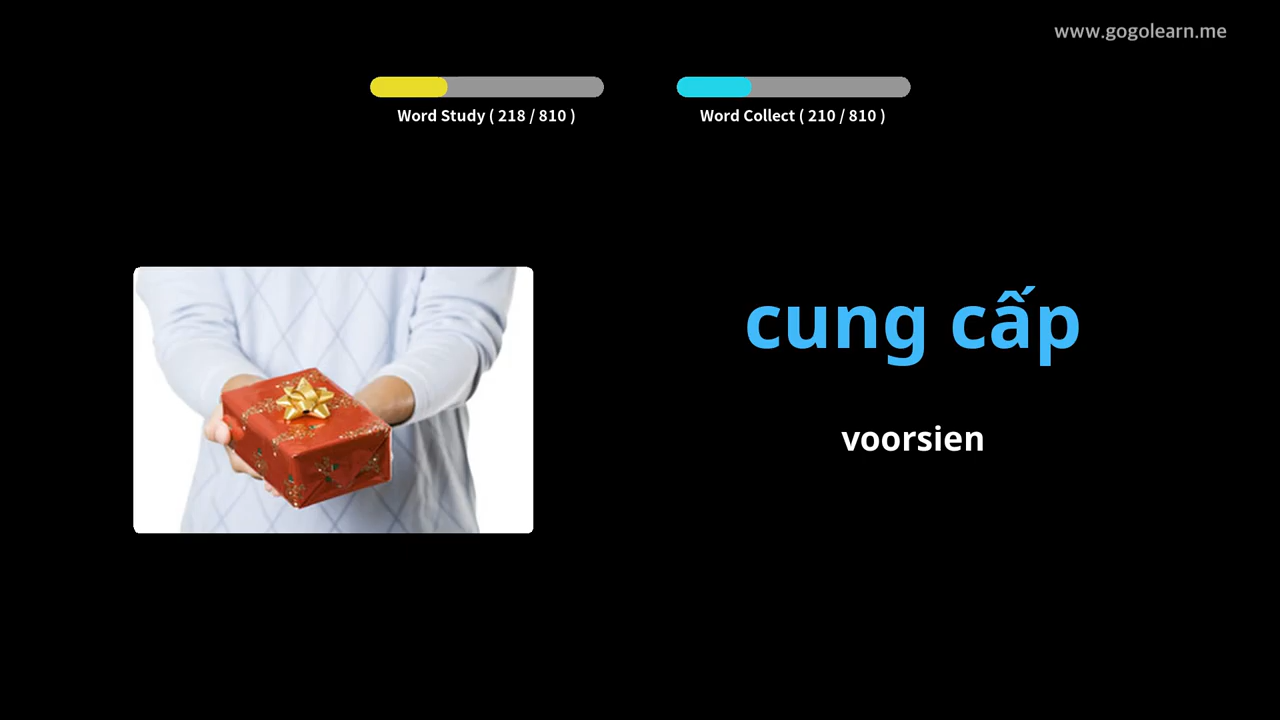 www.gogolearn.me
Word Study ( 218 / 810 )
Word Collect ( 210 / 810 )
cung cấp
voorsien